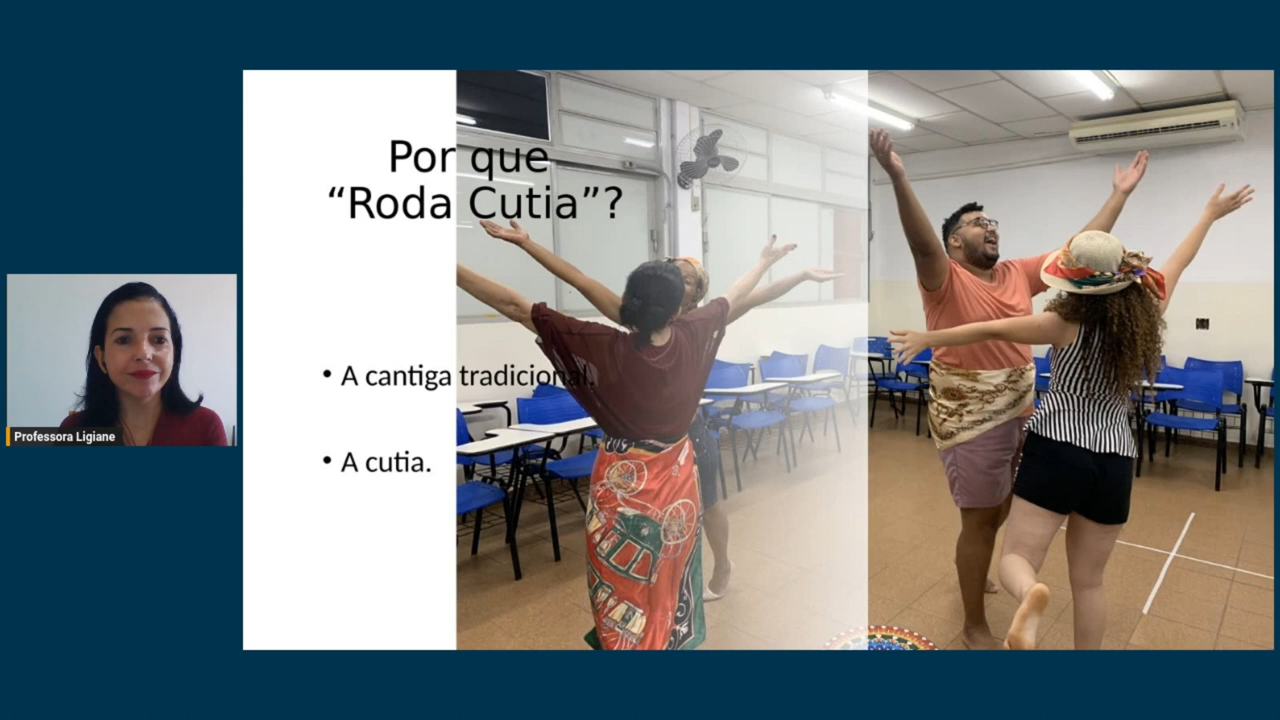 Por que
“Roda Cutia”?
• A cantiga tradicional.
• A cutia.
Professora Ligiane